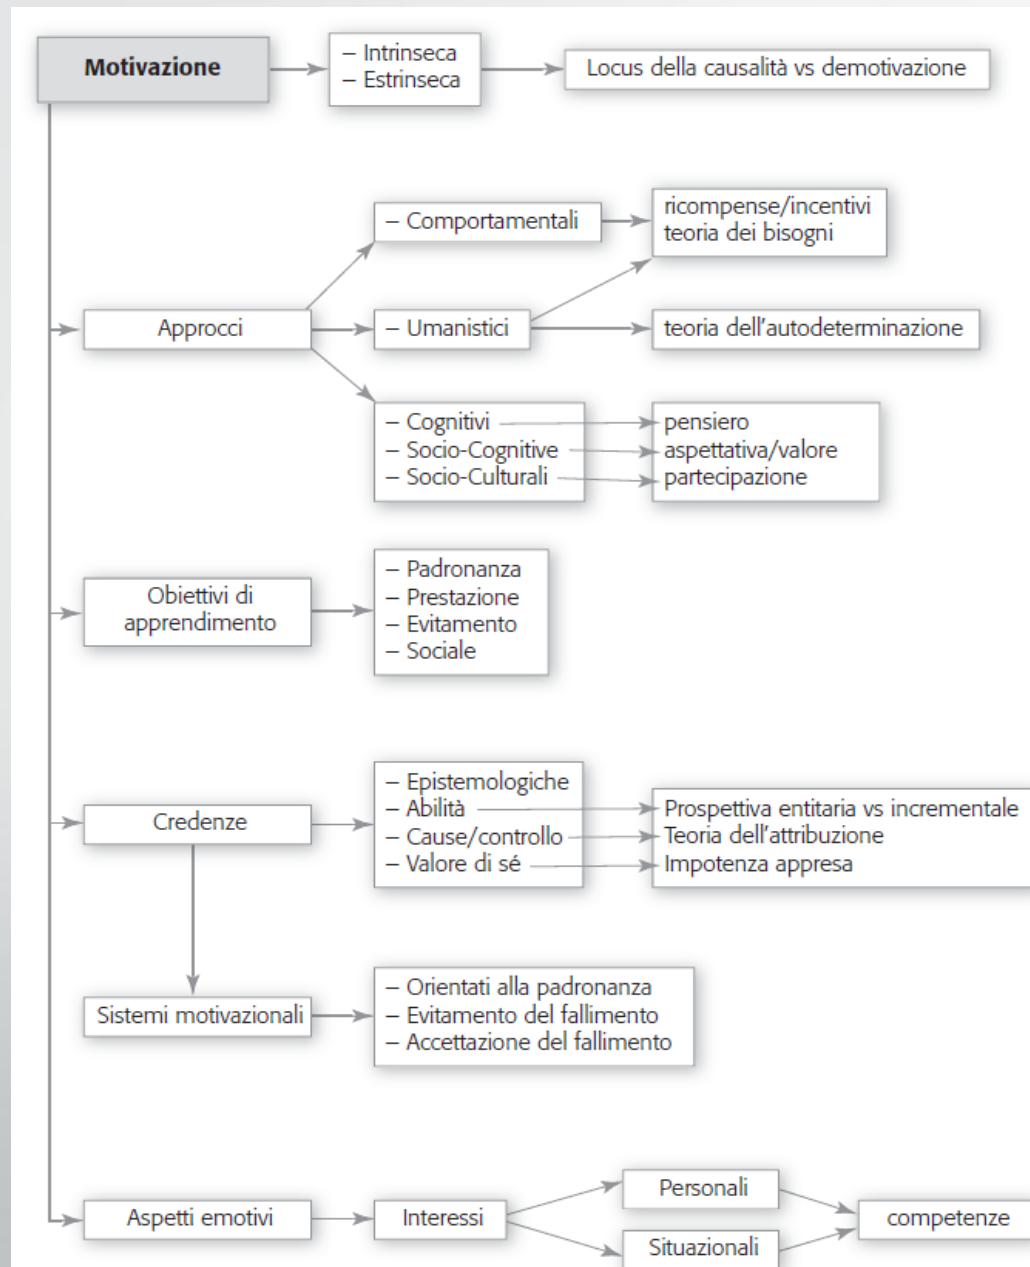 Motivazione
– Intrinseca
– Estrinseca
Locus della causalità vs demotivazione
Approcci
– Comportamentali
ricompense/incentivi
teoria dei bisogni
– Umanistici
teoria dell'autodeterminazione
– Cognitivi
– Socio-Cognitive
– Socio-Culturali
pensiero
aspettativa/valore
partecipazione
Obiettivi di
apprendimento
– Padronanza
– Prestazione
– Evitamento
– Sociale
Credenze
– Epistemologiche
– Abilità
– Cause/controllo
– Valore di sé
Prospettiva entitaria vs incrementale
Teoria dell'attribuzione
Impotenza appresa
Sistemi motivazionali
– Orientati alla padronanza
– Evitamento del fallimento
– Accettazione del fallimento
Aspetti emotivi
Interessi
Personali
Situazionali
competenze